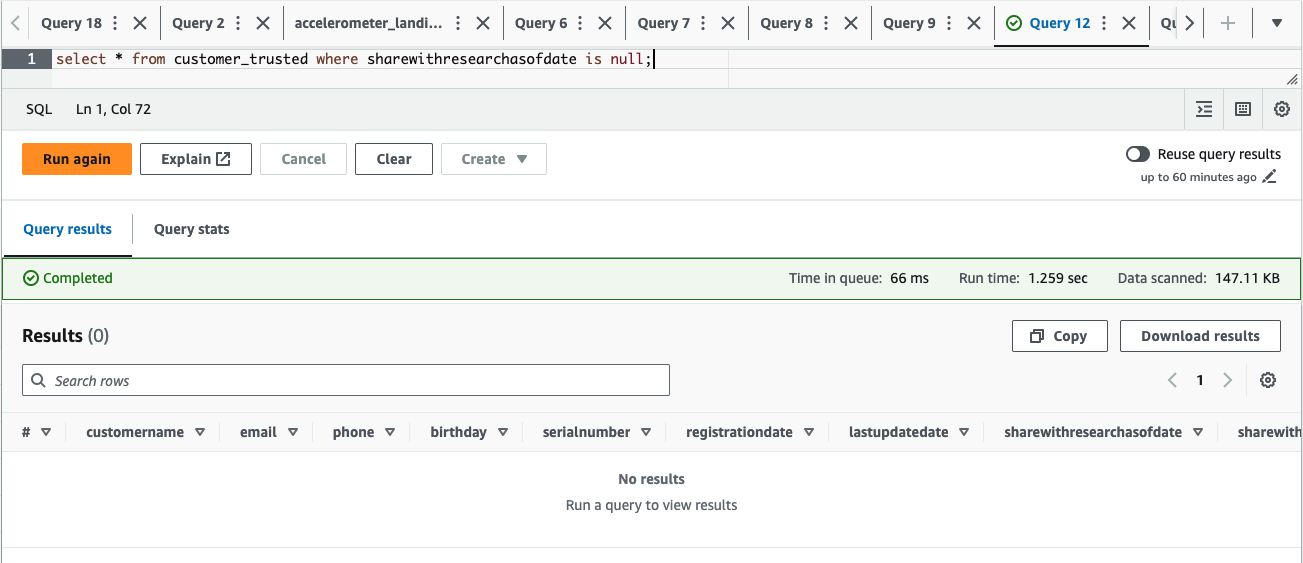 Query 18 Query 2 accelerometer_landi... Query 6 Query 7 Query 8 Query 9 Query 12 Qu
1 select * from customer_trusted where sharewithresearchasofdate is null;
SQL Ln 1, Col 72
Run again Explain Cancel Clear Create Reuse query results
up to 60 minutes ago
Query results Query stats
Completed Time in queue: 66 ms Run time: 1.259 sec Data scanned: 147.11 KB
Results (0) Copy Download results
Search rows 1
# customername email phone birthday serialnumber registrationdate lastupdatedate sharewithresearchasofdate sharewith
No results
Run a query to view results